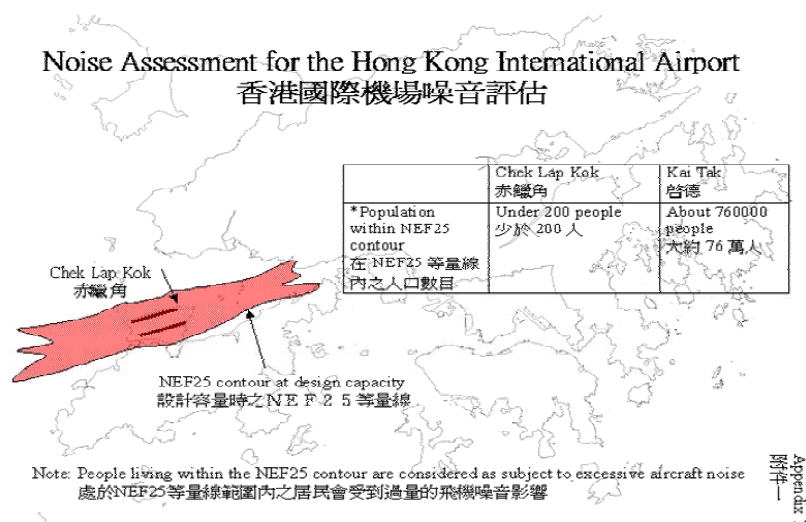 Noise Assessment for the Hong Kong International Airport
香港國際機場噪音評估
Chek Lap Kok
赤鱲角
Kai Tak
啓德
*Population
within NEF25
contour
在 NEF25 等量線
內之人口數目
Under 200 people
少於 200 人
About 760000
people
大約 76 萬人
Chek Lap Kok
赤鱲角
NEF25 contour at design capacity
設計容量時之ＮＥＦ２５等量線
Note: People living within the NEF25 contour are considered as subject to excessive aircraft noise
處於NEF25等量線範圍內之居民會受到過量的飛機噪音影響
Appendix
附件一